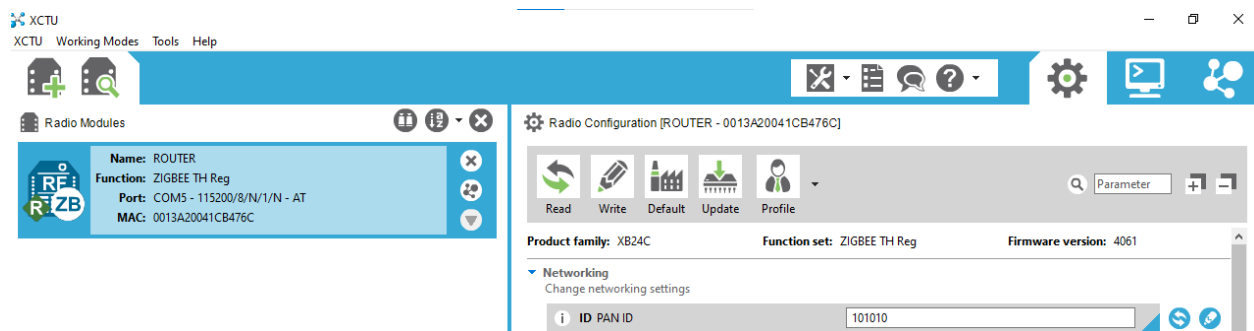 XCTU
XCTU Working Modes Tools Help
Radio Modules
Name: ROUTER
Function: ZIGBEE TH Reg
Port: COM5 - 115200/8/N/1/N - AT
MAC: 0013A20041CB476C
RF
R ZB
Radio Configuration [ROUTER - 0013A20041CB476C]
Read Write Default Update Profile
Parameter
Product family: XB24C Function set: ZIGBEE TH Reg Firmware version: 4061
Networking
Change networking settings
i ID PAN ID 101010